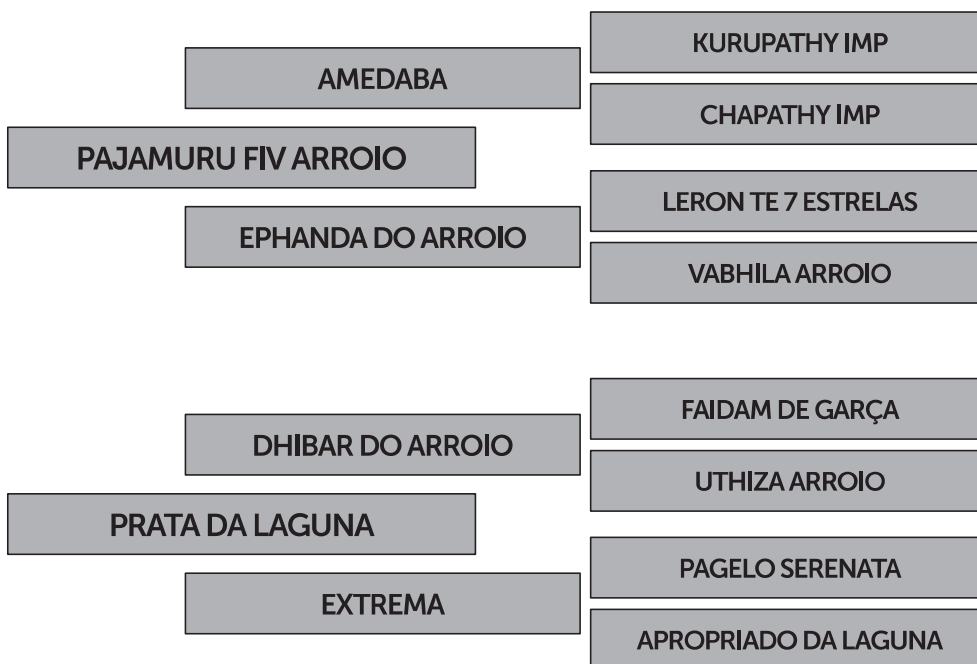 KURUPATHY IMP
AMEDABA
CHAPATHY IMP
PAJAMURU FIV ARROIO
LERON TE 7 ESTRELAS
EPHANDA DO ARROIO
VABHILA ARROIO
FAIDAM DE GARÇA
DHIBAR DO ARROIO
UTHIZA ARROIO
PRATA DA LAGUNA
PAGELO SERENATA
EXTREMA
APROPRIADO DA LAGUNA